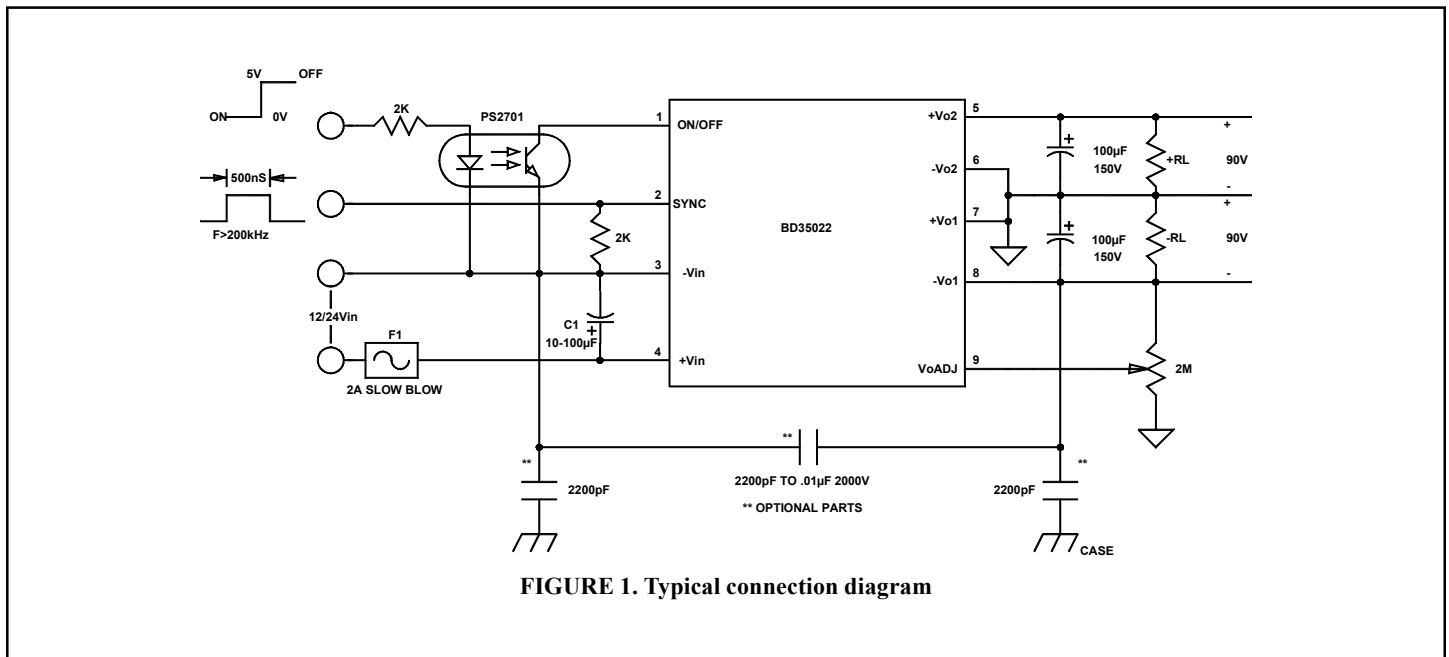 5V OFF
ON 0V
2K
PS2701
500nS
F>200kHz
12/24Vin
F1
2A SLOW BLOW
2K
C1
+
10-100µF
1 ON/OFF
2 SYNC
3 -Vin
4 +Vin
BD35022
+Vo2 5
-Vo2 6
+Vo1 7
-Vo1 8
VoADJ 9
+
100µF
150V
+RL
+
90V
-
+
100µF
150V
-RL
+
90V
-
2M
**
2200pF
**
2200pF TO .01µF 2000V
** OPTIONAL PARTS
**
2200pF
CASE
FIGURE 1. Typical connection diagram